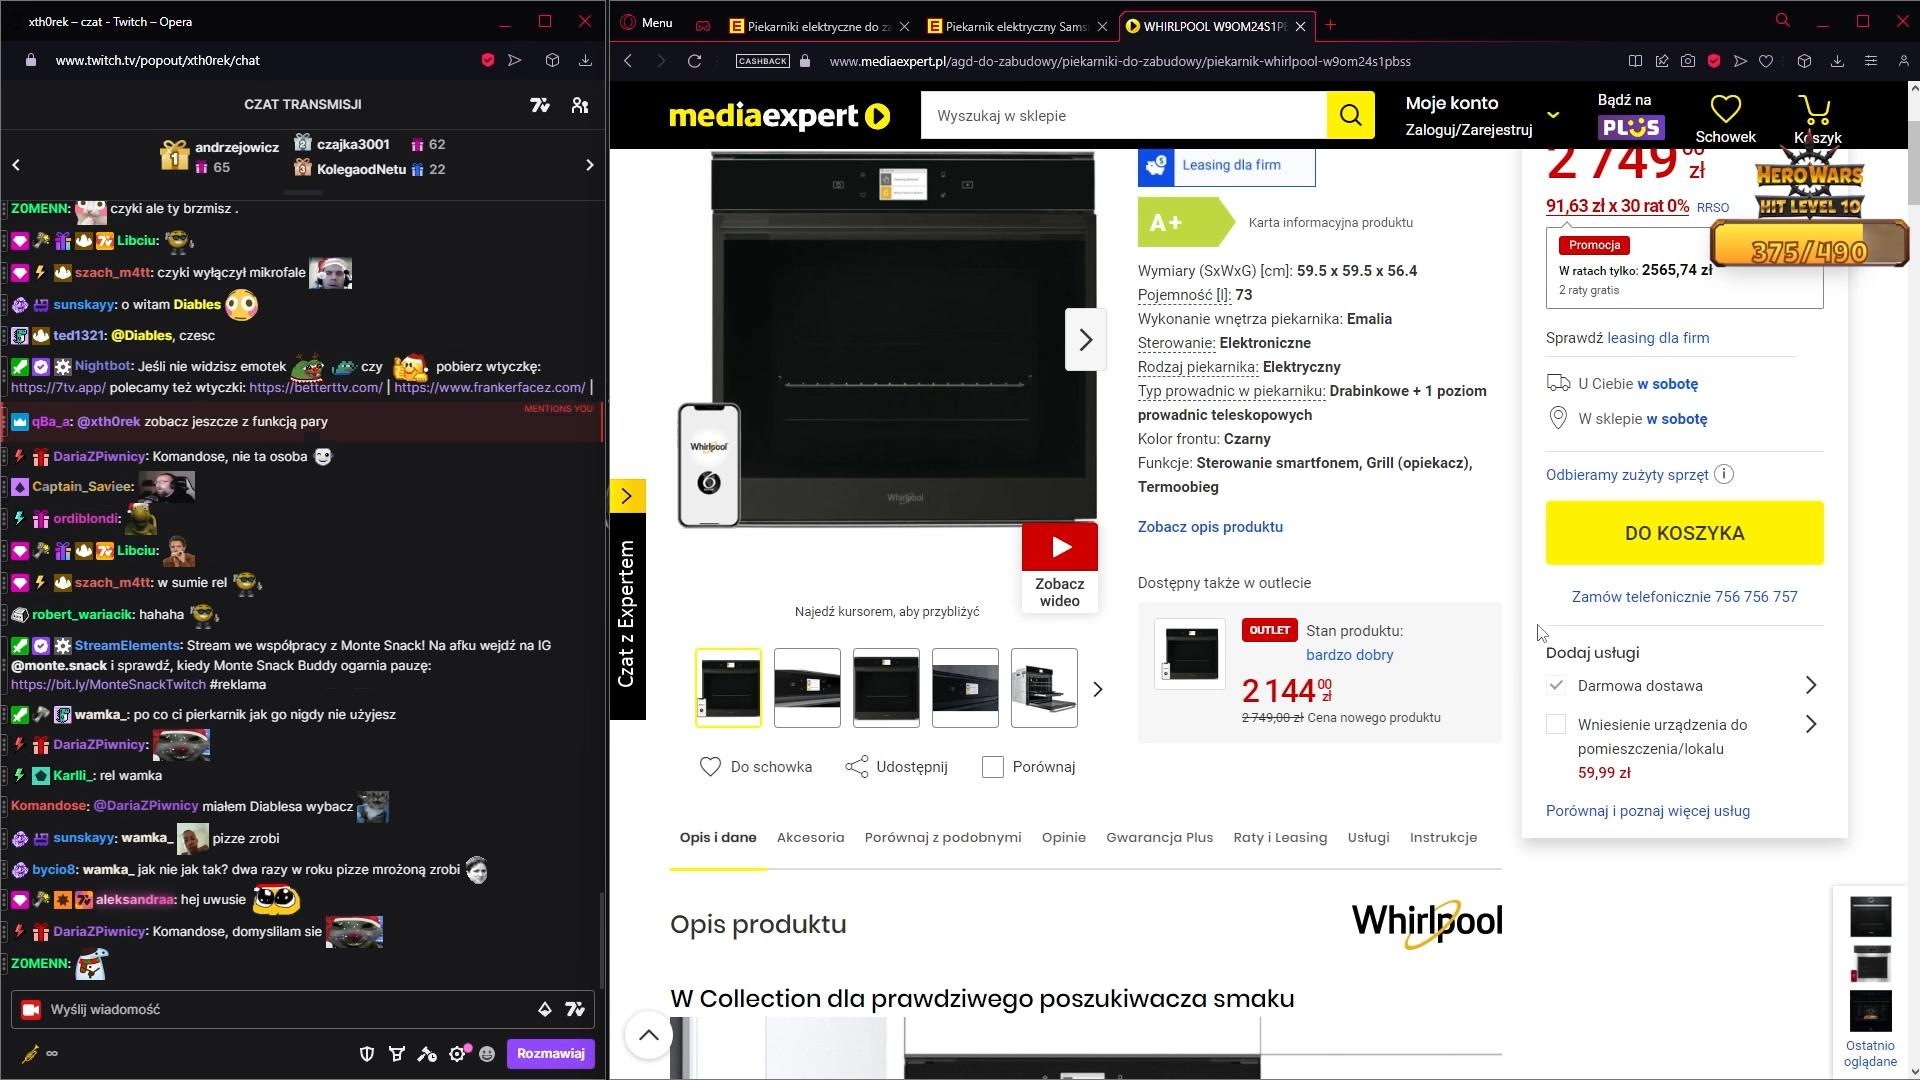 xth0rek – czat - Twitch – Opera
www.twitch.tv/popout/xth0rek/chat
CZAT TRANSMISJI
1 andrzejowicz
65
2 czajka3001 62
3 KolegaodNetu 22
Z0MENN: czyki ale ty brzmisz .
Libciu:
szach_m4tt: czyki wyłączył mikrofale
sunskayy: o witam Diables
ted1321: @Diables, czesc
Nightbot: Jeśli nie widzisz emotek czy pobierz wtyczkę:
https://7tv.app/ polecamy też wtyczki: https://betterttv.com/ | https://www.frankerfacez.com/ |
MENTIONS YOU
qBa_a: @xth0rek zobacz jeszcze z funkcją pary
DariaZPiwnicy: Komandose, nie ta osoba
Captain_Saviee:
ordiblondi:
Libciu:
szach_m4tt: w sumie rel
robert_wariacik: hahaha
StreamElements: Stream we współpracy z Monte Snack! Na afku wejdź na IG
@monte.snack i sprawdź, kiedy Monte Snack Buddy ogarnia pauzę:
https://bit.ly/MonteSnackTwitch #reklama
wamka_: po co ci pierkarnik jak go nigdy nie użyjesz
DariaZPiwnicy:
Karlli_: rel wamka
Komandose: @DariaZPiwnicy miałem Diablesa wybacz
sunskayy: wamka_ pizze zrobi
bycio8: wamka_ jak nie jak tak? dwa razy w roku pizze mrożoną zrobi
aleksandraa: hej uwusie
DariaZPiwnicy: Komandose, domyslilam sie
Z0MENN:
Wyślij wiadomość
∞
Rozmawiaj
Menu
Piekarniki elektryczne do za
Piekarnik elektryczny Sams
WHIRLPOOL W9OM24S1P
CASHBACK
www.mediaexpert.pl/agd-do-zabudowy/piekarniki-do-zabudowy/piekarnik-whirlpool-w9om24s1pbss
mediaexpert
Wyszukaj w sklepie
Moje konto
Zaloguj/Zarejestruj
Bądź na
PLUS
Schowek
Koszyk
Whirlpool
Whirlpool
Zobacz
wideo
Najedź kursorem, aby przybliżyć
Czat z Expertem
Do schowka
Udostępnij
Porównaj
Leasing dla firm
A+
Karta informacyjna produktu
Wymiary (SxWxG) [cm]: 59.5 x 59.5 x 56.4
Pojemność [l]: 73
Wykonanie wnętrza piekarnika: Emalia
Sterowanie: Elektroniczne
Rodzaj piekarnika: Elektryczny
Typ prowadnic w piekarniku: Drabinkowe + 1 poziom
prowadnic teleskopowych
Kolor frontu: Czarny
Funkcje: Sterowanie smartfonem, Grill (opiekacz),
Termoobieg
Zobacz opis produktu
Dostępny także w outlecie
OUTLET
Stan produktu:
bardzo dobry
2 144 00 zł
2 749,00 zł Cena nowego produktu
2 749 00 zł
91,63 zł x 30 rat 0% RRSO
Promocja
W ratach tylko: 2565,74 zł
2 raty gratis
HEROWARS
HIT LEVEL 10
375/490
Sprawdź leasing dla firm
U Ciebie w sobotę
W sklepie w sobotę
Odbieramy zużyty sprzęt
DO KOSZYKA
Zamów telefonicznie 756 756 757
Dodaj usługi
Darmowa dostawa
Wniesienie urządzenia do
pomieszczenia/lokalu
59,99 zł
Porównaj i poznaj więcej usług
Opis i dane
Akcesoria
Porównaj z podobnymi
Opinie
Gwarancja Plus
Raty i Leasing
Usługi
Instrukcje
Opis produktu
Whirlpool
W Collection dla prawdziwego poszukiwacza smaku
Ostatnio
oglądane